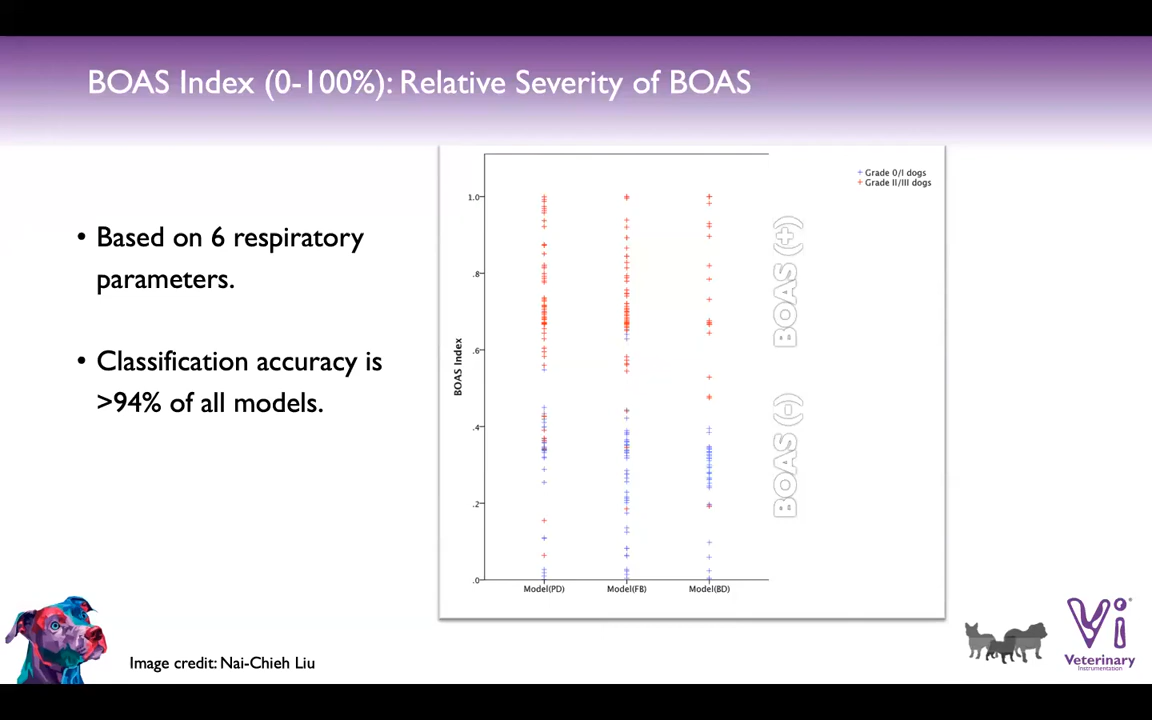 BOAS Index (0-100%): Relative Severity of BOAS
• Based on 6 respiratory
parameters.
• Classification accuracy is
>94% of all models.
+ Grade 0/I dogs
+ Grade II/III dogs
BOAS Index
1.0
.8
.6
.4
.2
.0
Model(PD)
Model(FB)
Model(BD)
BOAS (+)
BOAS (-)
Image credit: Nai-Chieh Liu
Vi
Veterinary
Instrumentation